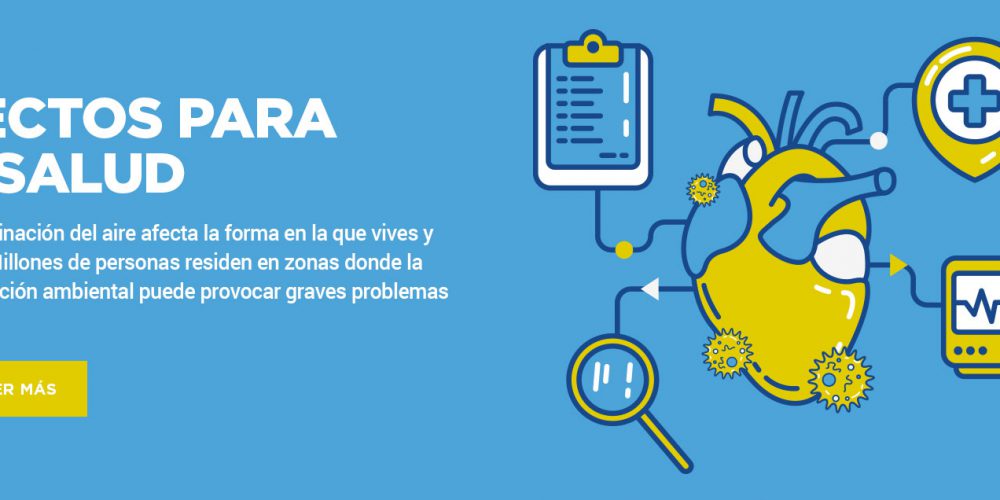 ECTOS PARA
SALUD
inación del aire afecta la forma en la que vives y
illones de personas residen en zonas donde la
ción ambiental puede provocar graves problemas
ER MÁS